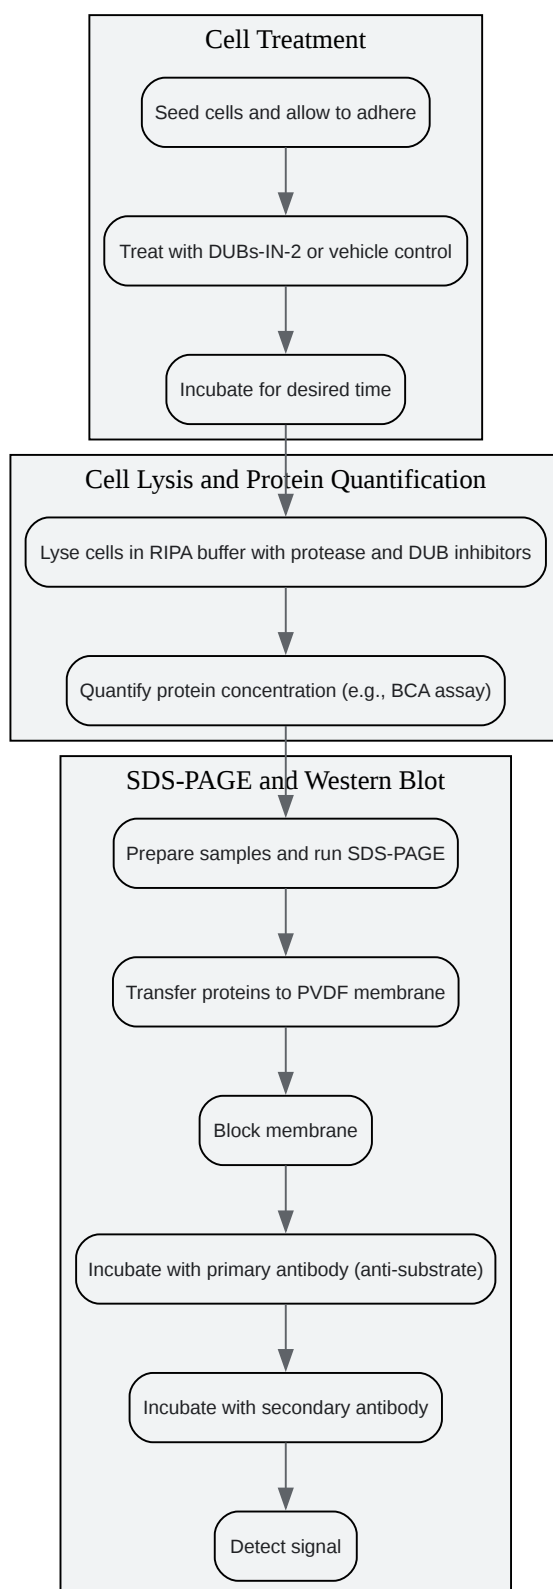 Cell Treatment
Seed cells and allow to adhere
Treat with DUBs-IN-2 or vehicle control
Incubate for desired time
Cell Lysis and Protein Quantification
Lyse cells in RIPA buffer with protease and DUB inhibitors
Quantify protein concentration (e.g., BCA assay)
SDS-PAGE and Western Blot
Prepare samples and run SDS-PAGE
Transfer proteins to PVDF membrane
Block membrane
Incubate with primary antibody (anti-substrate)
Incubate with secondary antibody
Detect signal